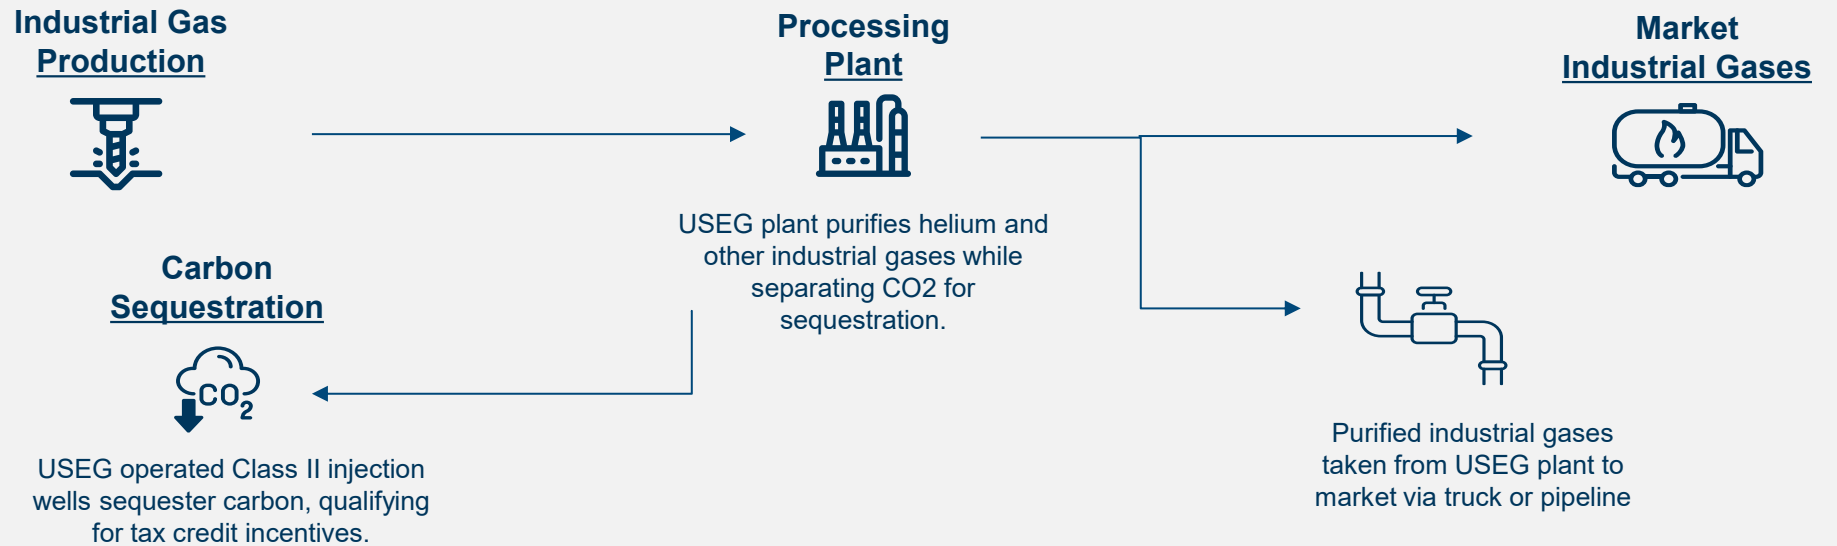 Industrial Gas
Production
Processing
Plant
Market
Industrial Gases
USEG plant purifies helium and
other industrial gases while
separating CO2 for
sequestration.
Carbon
Sequestration
CO2
USEG operated Class II injection
wells sequester carbon, qualifying
for tax credit incentives.
Purified industrial gases
taken from USEG plant to
market via truck or pipeline